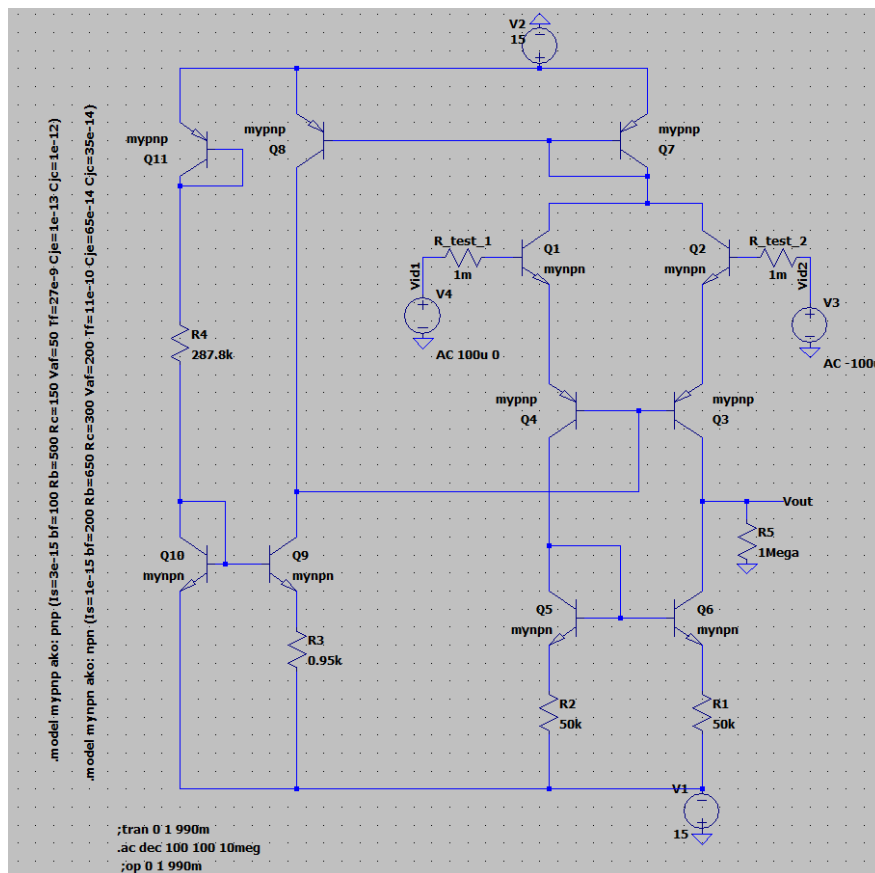 V2
15
mypnp
Q11
mypnp
Q8
mypnp
Q7
R_test_1
1m
Q1
mynpn
Q2
mynpn
R_test_2
1m
Vid1
Vid2
V4
AC 100u 0
V3
AC -100u
R4
287.8k
mypnp
Q4
mypnp
Q3
Vout
R5
1Mega
Q10
mynpn
Q9
mynpn
R3
0.95k
Q5
mynpn
Q6
mynpn
R2
50k
R1
50k
V1
15
.model mypnp ako: pnp (Is=3e-15 bf=100 Rb=500 Rc=150 Vaf=50 Tf=27e-9 Cje=1e-13 Cjc=1e-12)
.model mynpn ako: npn (Is=1e-15 bf=200 Rb=650 Rc=300 Vaf=200 Tf=11e-10 Cje=65e-14 Cjc=35e-14)
;tran 0 1 990m
.ac dec 100 100 10meg
;op 0 1 990m